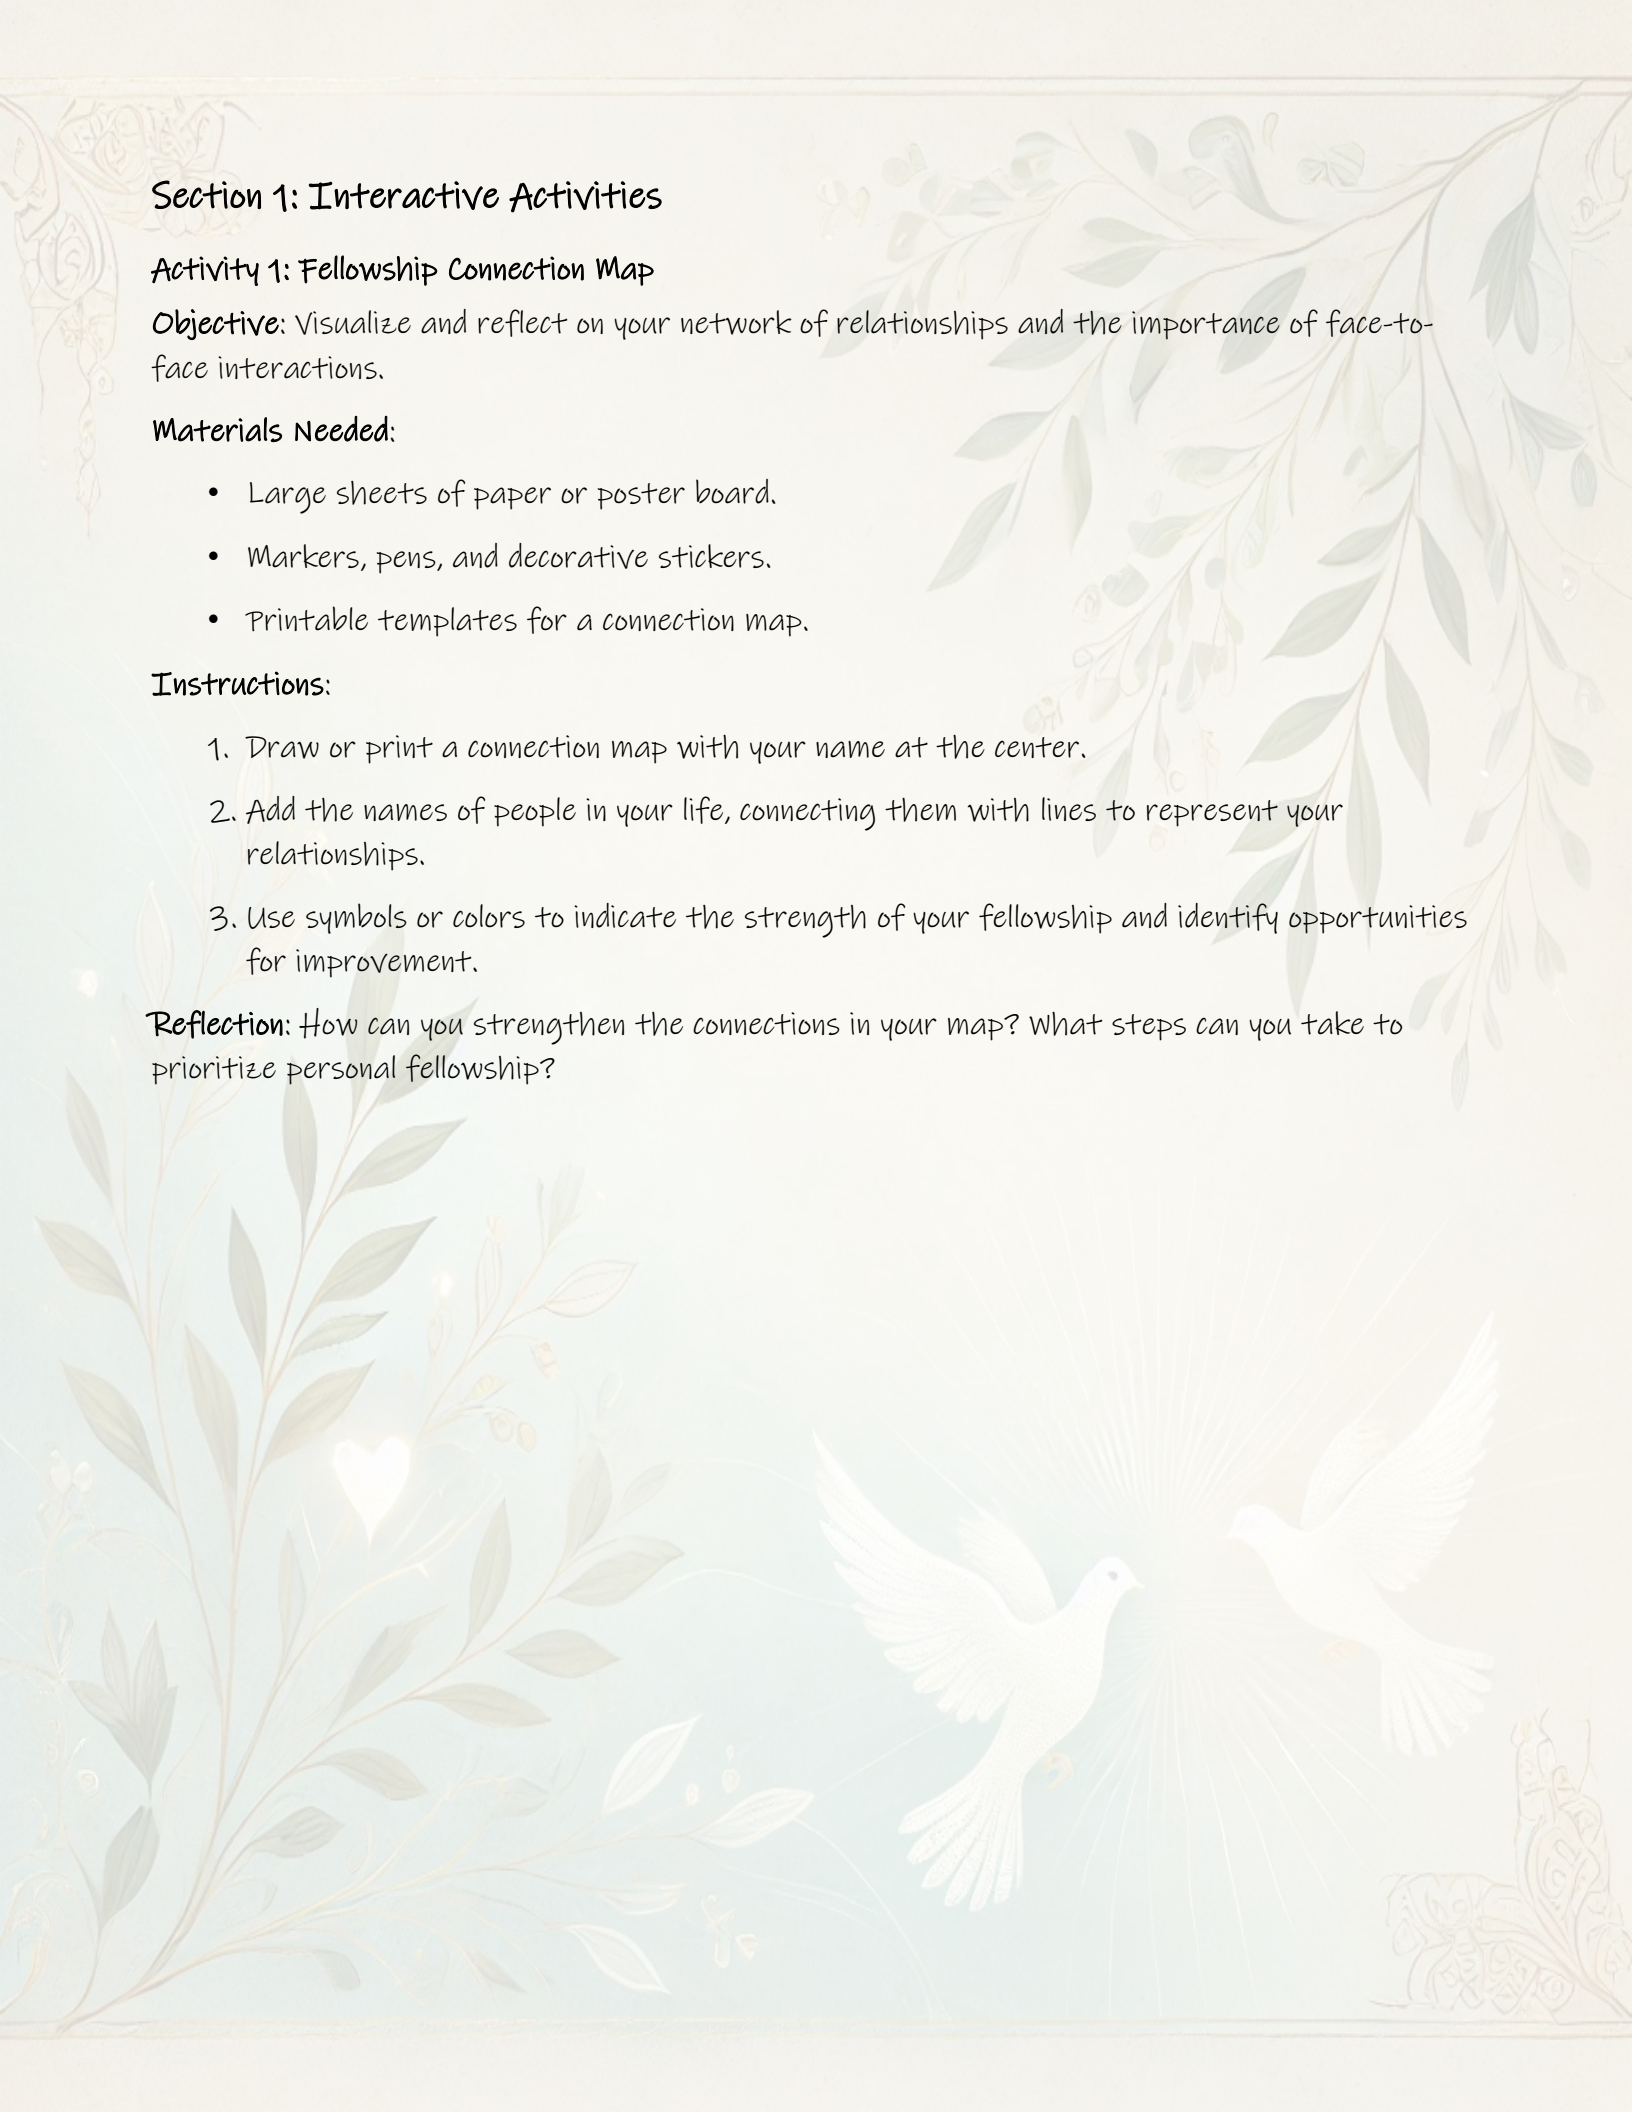 Section 1: Interactive Activities
Activity 1: Fellowship Connection Map
Objective: Visualize and reflect on your network of relationships and the importance of face-to-
face interactions.
Materials Needed:
• Large sheets of paper or poster board.
• Markers, pens, and decorative stickers.
• Printable templates for a connection map.
Instructions:
1. Draw or print a connection map with your name at the center.
2. Add the names of people in your life, connecting them with lines to represent your
relationships.
3. Use symbols or colors to indicate the strength of your fellowship and identify opportunities
for improvement.
Reflection: How can you strengthen the connections in your map? What steps can you take to
prioritize personal fellowship?